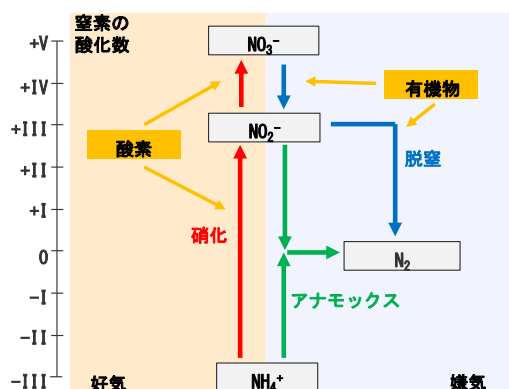 窒素の
酸化数
+V
NO₃⁻
+IV
有機物
+III
NO₂⁻
酸素
脱窒
+II
+I
硝化
0
N₂
-I
アナモックス
-II
-III
NH₄⁺
好気
嫌気